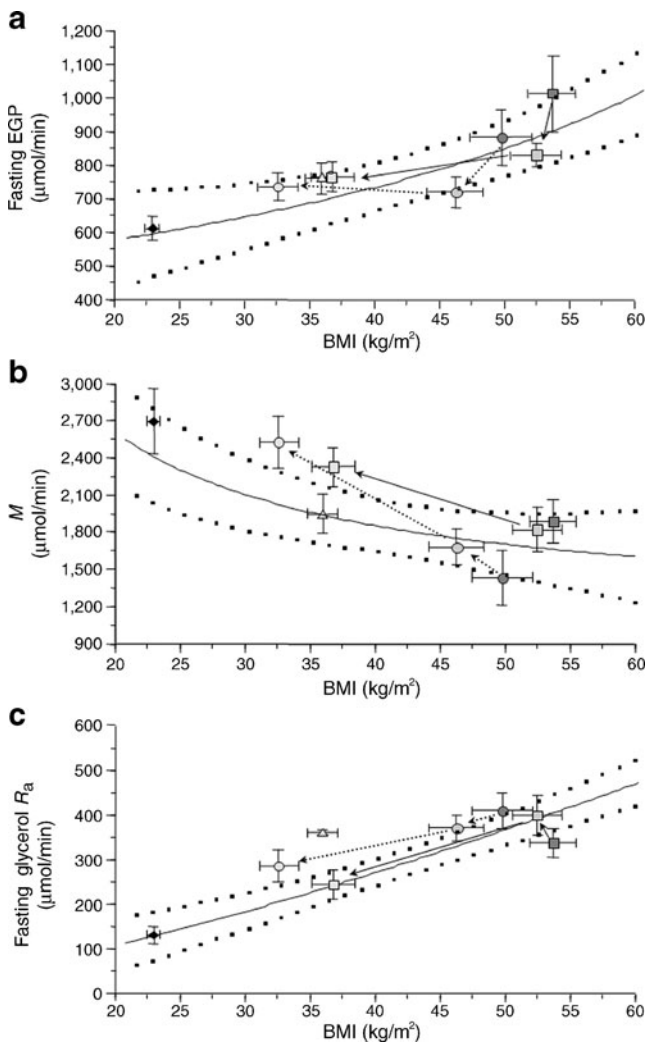 a
Fasting EGP
(μmol/min)
1,200
1,100
1,000
900
800
700
600
500
400
20 25 30 35 40 45 50 55 60
BMI (kg/m²)
b
M
(μmol/min)
3,000
2,700
2,400
2,100
1,800
1,500
1,200
900
20 25 30 35 40 45 50 55 60
BMI (kg/m²)
c
Fasting glycerol Ra
(μmol/min)
600
500
400
300
200
100
0
20 25 30 35 40 45 50 55 60
BMI (kg/m²)